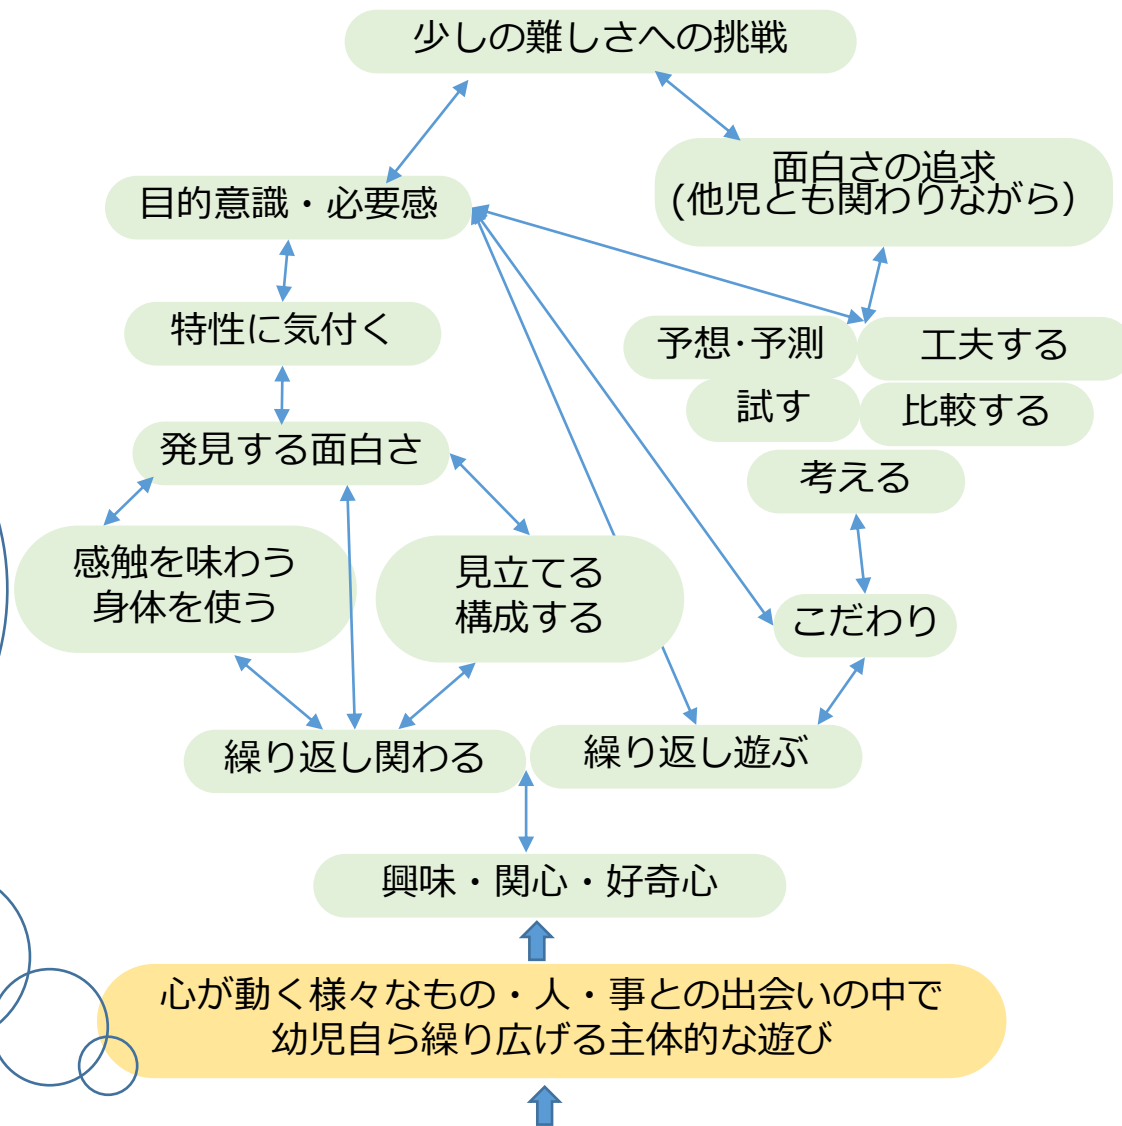 少しの難しさへの挑戦
面白さの追求
(他児とも関わりながら）
目的意識・必要感
特性に気付く
予想･予測
工夫する
試す
比較する
発見する面白さ
考える
感触を味わう
身体を使う
見立てる
構成する
こだわり
繰り返し関わる
繰り返し遊ぶ
興味・関心・好奇心
心が動く様々なもの・人・事との出会いの中で
幼児自ら繰り広げる主体的な遊び